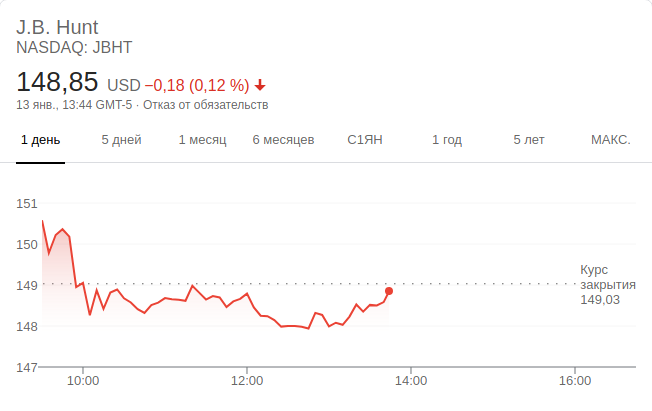 J.B. Hunt
NASDAQ: JBHT
148,85 USD −0,18 (0,12 %)
13 янв., 13:44 GMT-5 · Отказ от обязательств
1 день 5 дней 1 месяц 6 месяцев С1ЯН 1 год 5 лет МАКС.
151
150
149
148
147
Курс
закрытия
149,03
10:00 12:00 14:00 16:00